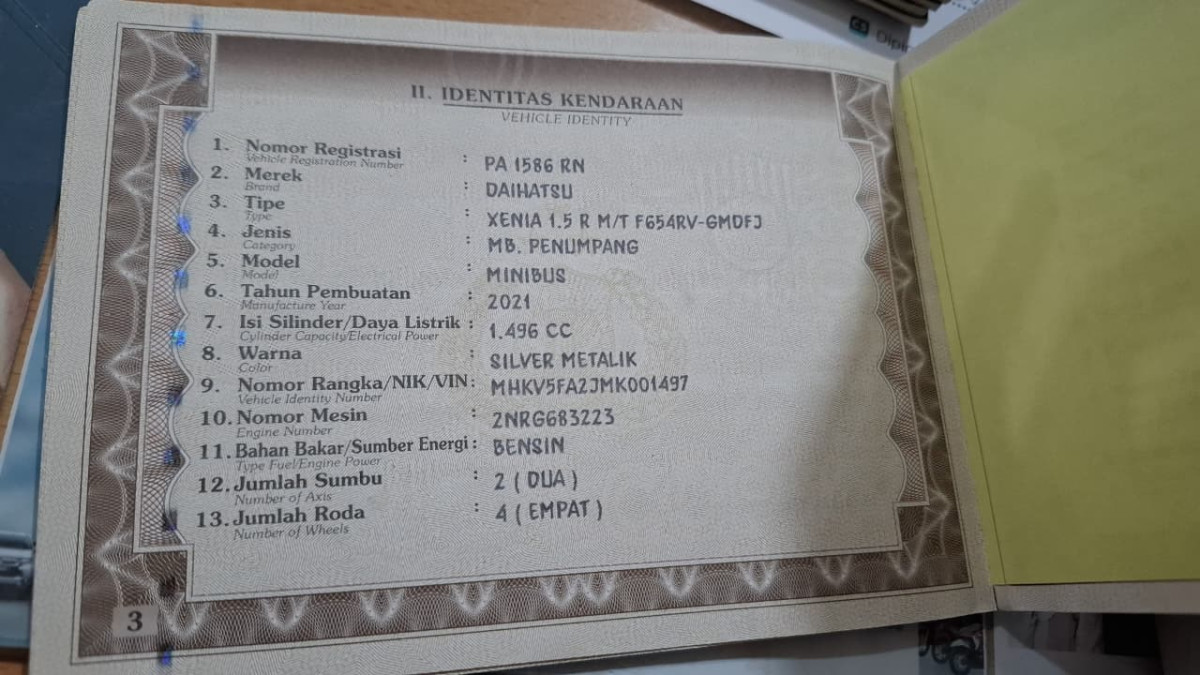 II. IDENTITAS KENDARAAN
VEHICLE IDENTITY
1. Nomor Registrasi : PA 1586 RN
Vehicle Registration Number
2. Merek : DAIHATSU
Brand
3. Tipe : XENIA 1.5 R M/T F654RV-GMDFJ
Type
4. Jenis : MB. PENUMPANG
Category
5. Model : MINIBUS
Model
6. Tahun Pembuatan : 2021
Manufacture Year
7. Isi Silinder/Daya Listrik : 1.496 CC
Cylinder Capacity/Electrical Power
8. Warna : SILVER METALIK
Color
9. Nomor Rangka/NIK/VIN : MHKV5FA2JMK001497
Vehicle Identity Number
10. Nomor Mesin : 2NRG683223
Engine Number
11. Bahan Bakar/Sumber Energi : BENSIN
Type Fuel/Engine Power
12. Jumlah Sumbu : 2 ( DUA )
Number of Axis
13. Jumlah Roda : 4 ( EMPAT )
Number of Wheels
3